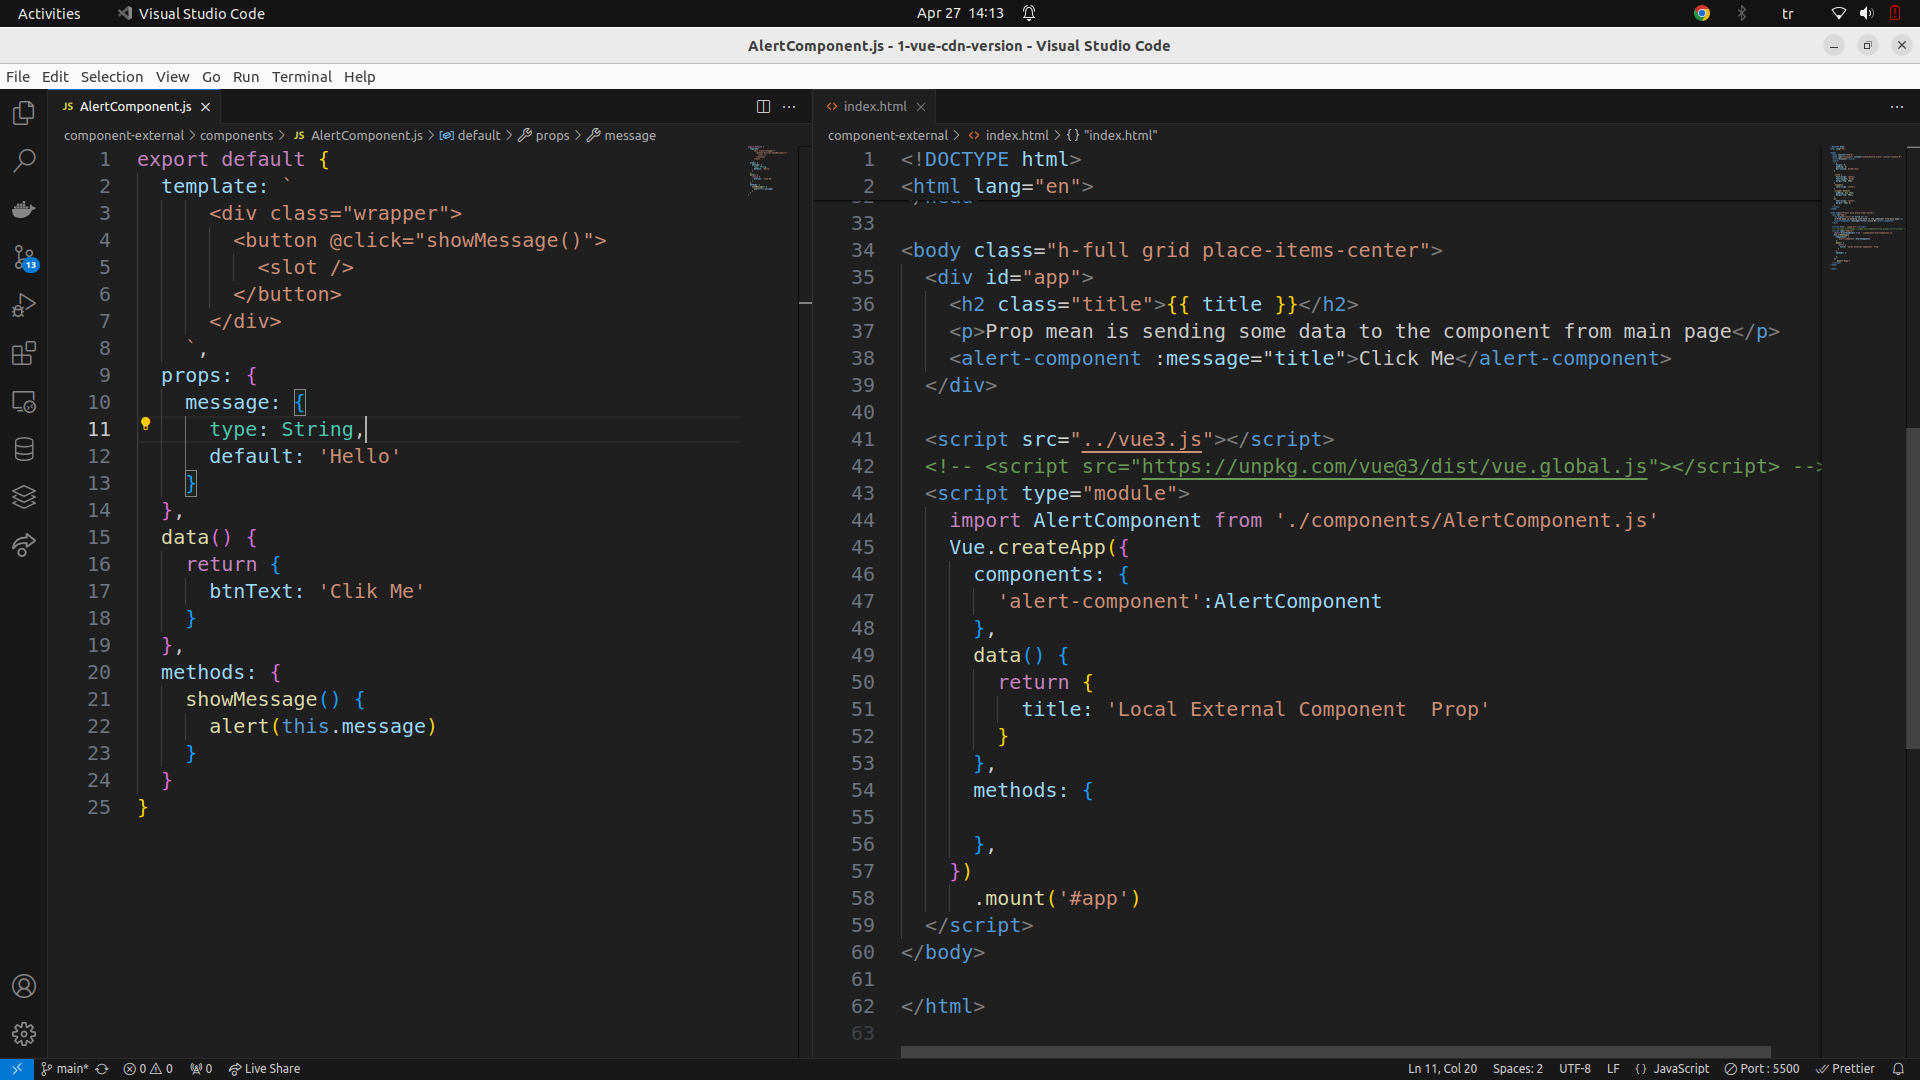 Activities
Visual Studio Code
Apr 27 14:13
tr
AlertComponent.js - 1-vue-cdn-version - Visual Studio Code
File Edit Selection View Go Run Terminal Help
JS AlertComponent.js
component-external > components > JS AlertComponent.js > default > props > message
1 export default {
2 template: `
3 <div class="wrapper">
4 <button @click="showMessage()">
5 <slot />
6 </button>
7 </div>
8 `,
9 props: {
10 message: {
11 type: String,
12 default: 'Hello'
13 }
14 },
15 data() {
16 return {
17 btnText: 'Clik Me'
18 }
19 },
20 methods: {
21 showMessage() {
22 alert(this.message)
23 }
24 }
25 }
13
<> index.html
component-external > <> index.html > {} "index.html"
1 <!DOCTYPE html>
2 <html lang="en">
33
34 <body class="h-full grid place-items-center">
35 <div id="app">
36 <h2 class="title">{{ title }}</h2>
37 <p>Prop mean is sending some data to the component from main page</p>
38 <alert-component :message="title">Click Me</alert-component>
39 </div>
40
41 <script src="../vue3.js"></script>
42 <!-- <script src="https://unpkg.com/vue@3/dist/vue.global.js"></script> -->
43 <script type="module">
44 import AlertComponent from './components/AlertComponent.js'
45 Vue.createApp({
46 components: {
47 'alert-component':AlertComponent
48 },
49 data() {
50 return {
51 title: 'Local External Component  Prop'
52 }
53 },
54 methods: {
55
56 },
57 })
58 .mount('#app')
59 </script>
60 </body>
61
62 </html>
63
main* 0 0 0 Live Share
Ln 11, Col 20 Spaces: 2 UTF-8 LF {} JavaScript Port : 5500 Prettier